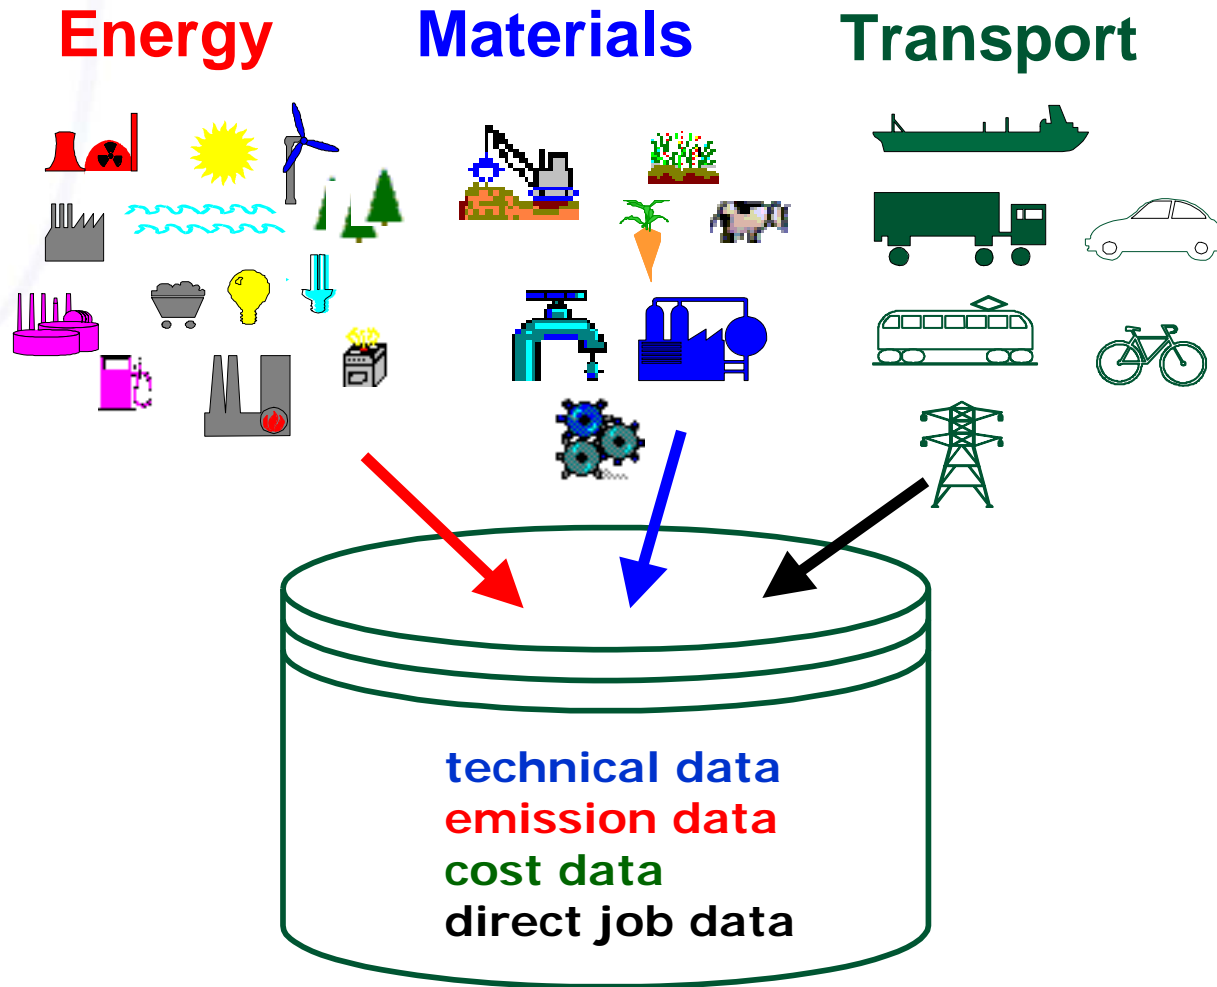 Energy
Materials
Transport
technical data
emission data
cost data
direct job data